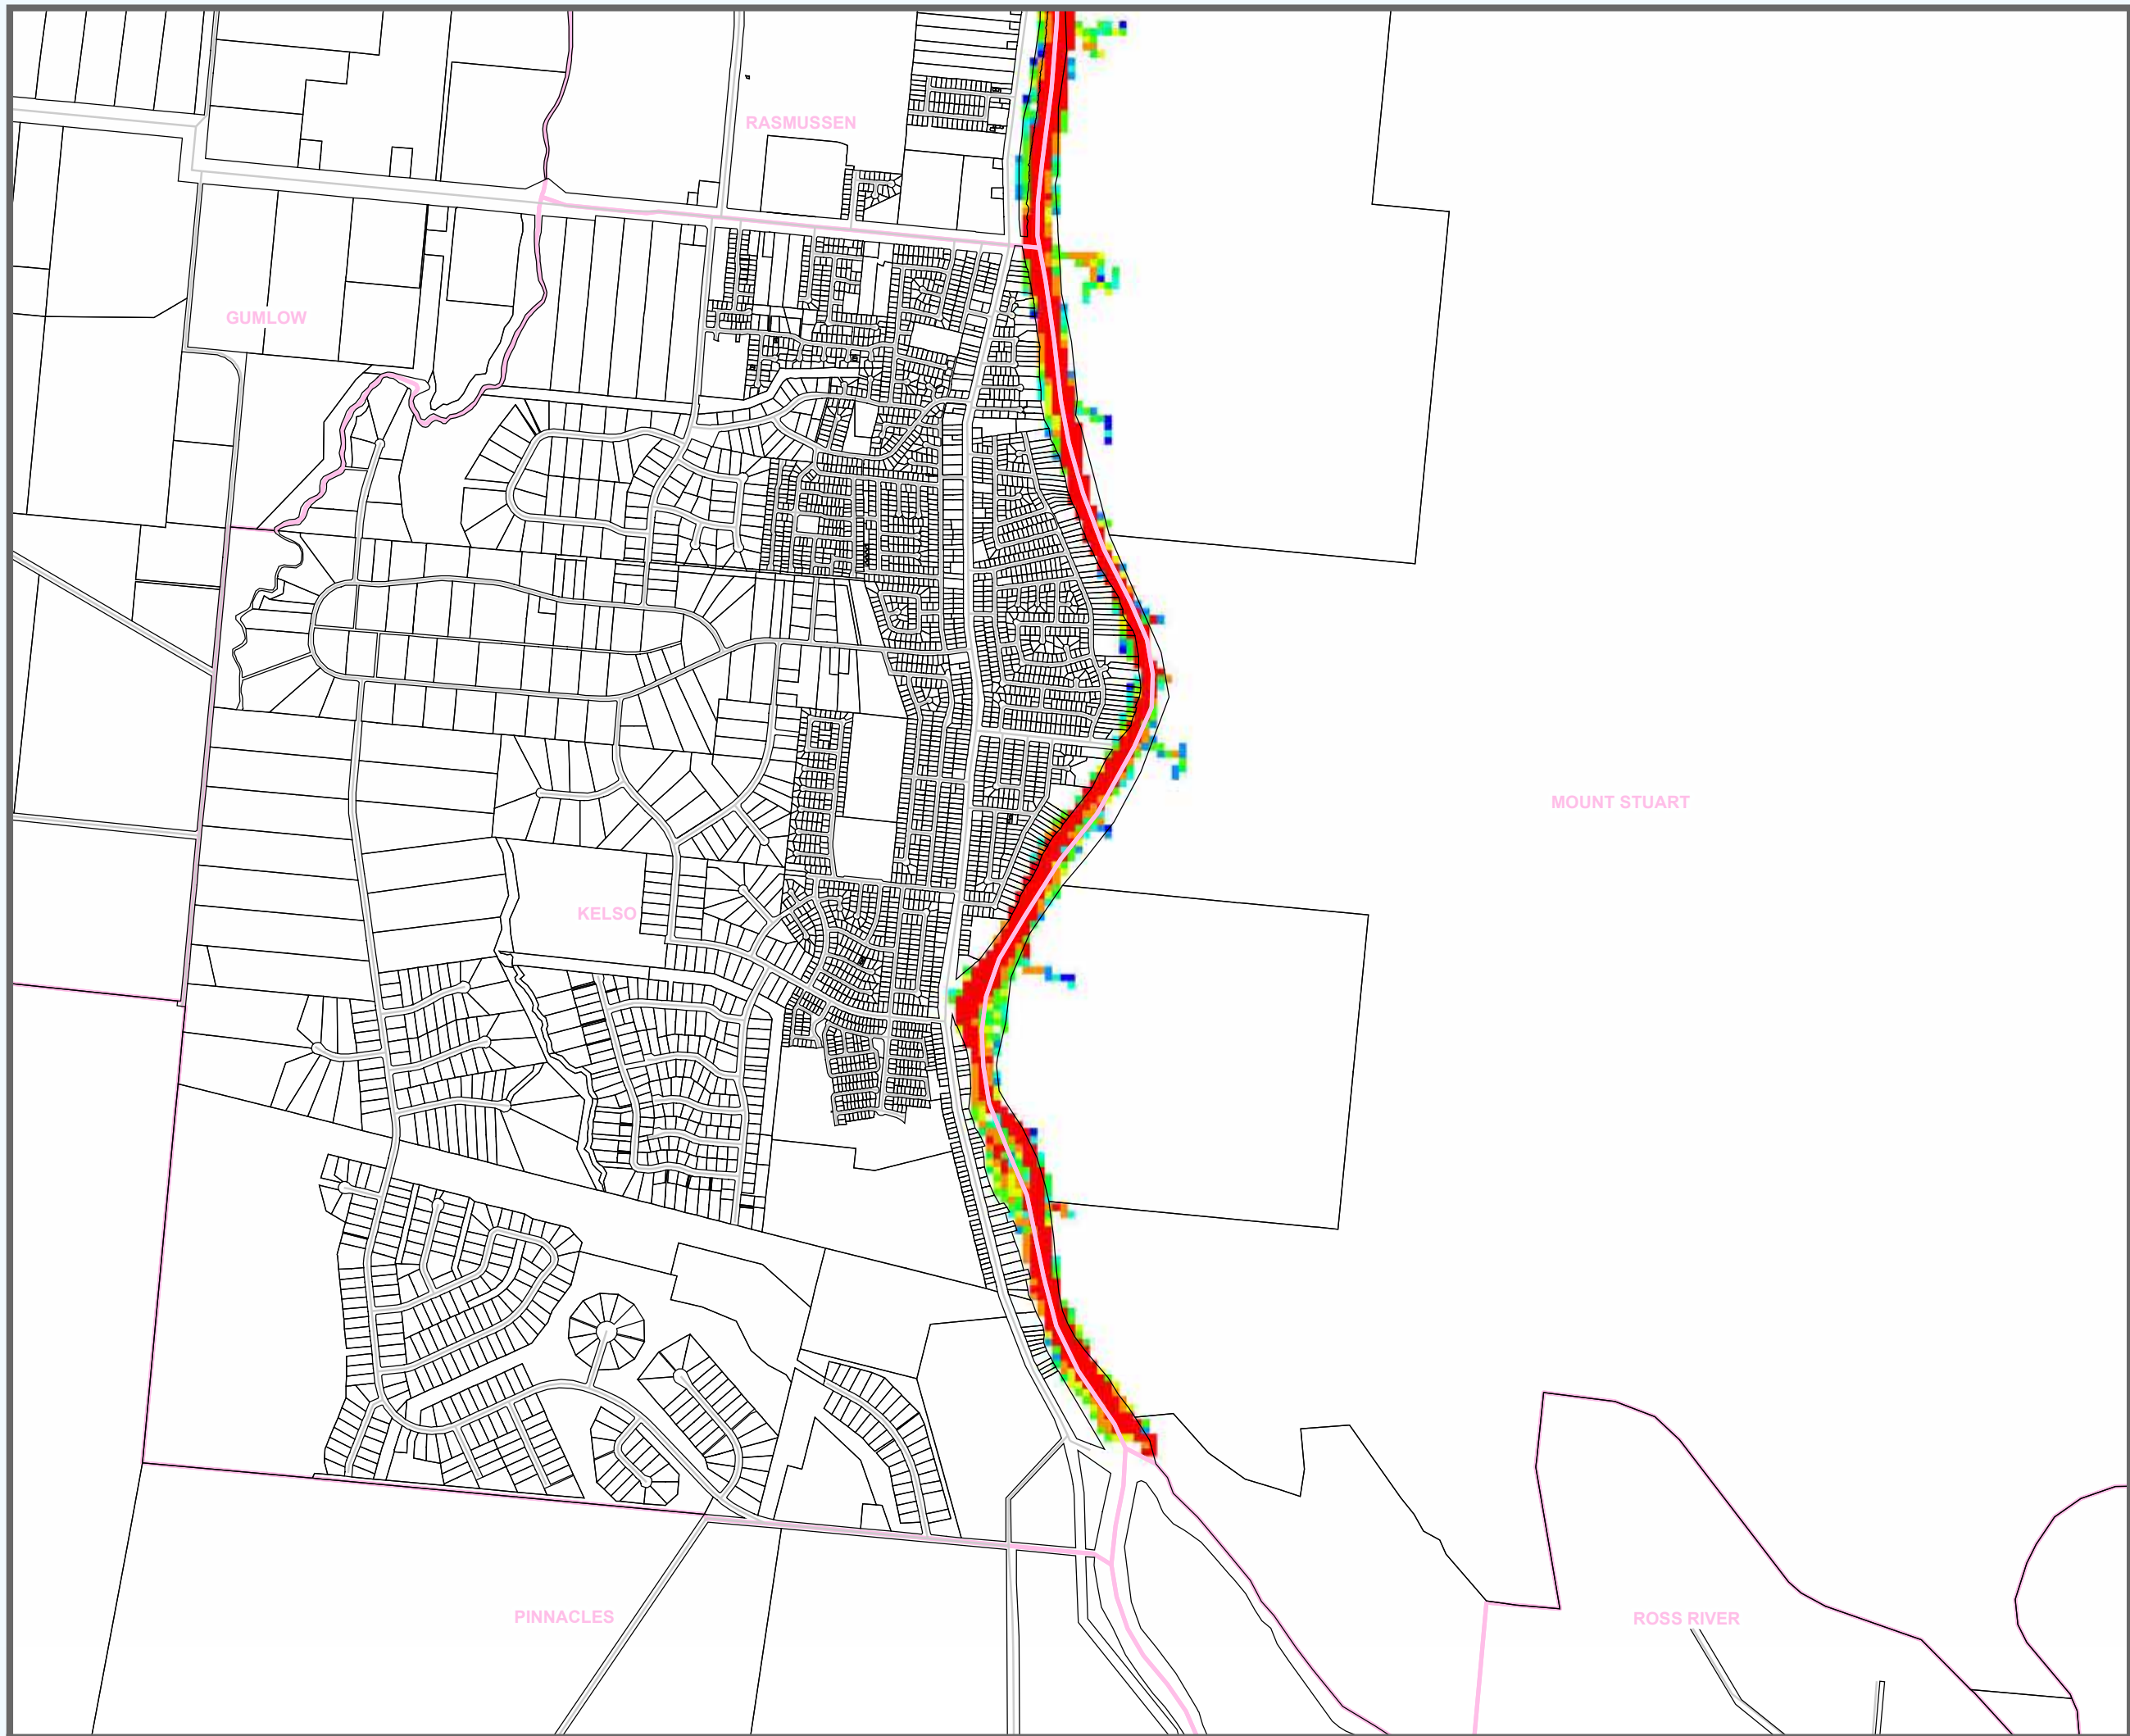 RASMUSSEN
GUMLOW
MOUNT STUART
KELSO
PINNACLES
ROSS RIVER